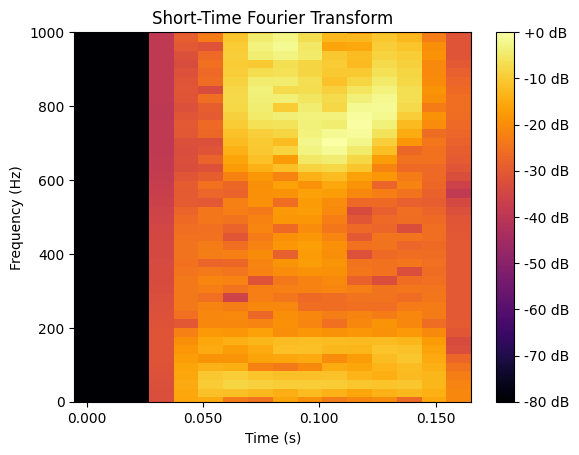 Short-Time Fourier Transform
Frequency (Hz)
1000
800
600
400
200
0
0.000
0.050
0.100
0.150
Time (s)
+0 dB
-10 dB
-20 dB
-30 dB
-40 dB
-50 dB
-60 dB
-70 dB
-80 dB